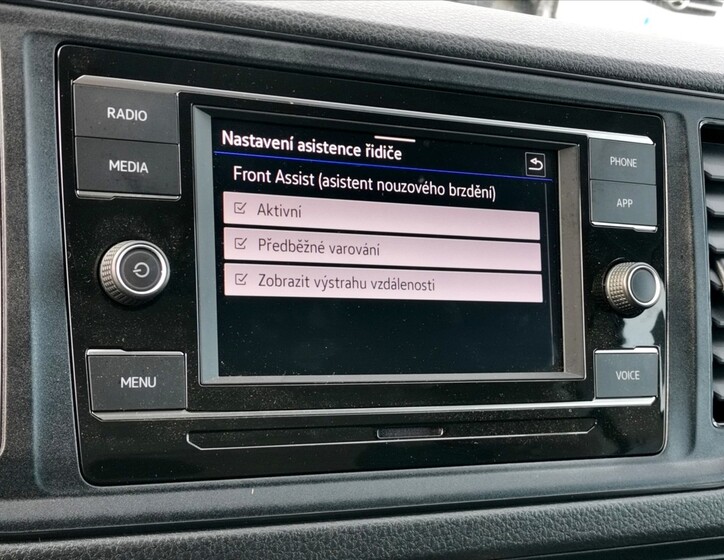 RADIO
MEDIA
MENU
Nastavení asistence řidiče
Front Assist (asistent nouzového brzdění)
Aktivní
Předběžné varování
Zobrazit výstrahu vzdálenosti
PHONE
APP
VOICE